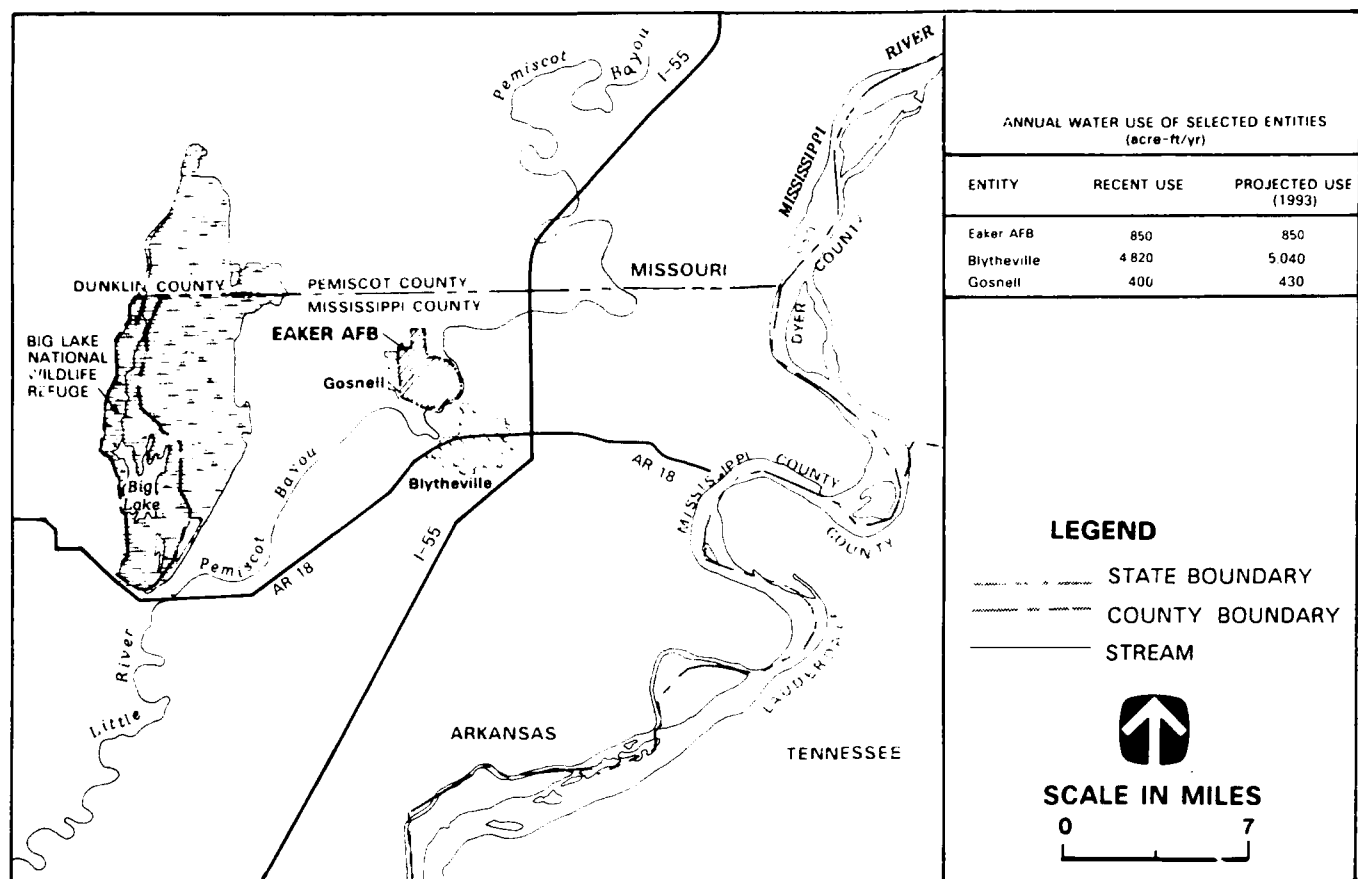 Pemiscot
Bayou
I-55
RIVER
MISSISSIPPI
DUNKLIN COUNTY
PEMISCOT COUNTY
MISSISSIPPI COUNTY
MISSOURI
DYER
EAKER AFB
Gosnell
BIG LAKE
NATIONAL
WILDLIFE
REFUGE
Big
Lake
Blytheville
AR 18
MISSISSIPPI COUNTY
COUNTY
Pemiscot Bayou
AR 18
I-55
LAUDERDALE
Little River
ARKANSAS
TENNESSEE
ANNUAL WATER USE OF SELECTED ENTITIES
(acre-ft/yr)
ENTITY RECENT USE PROJECTED USE
(1993)
Eaker AFB 850 850
Blytheville 4 820 5 040
Gosnell 400 430
LEGEND
STATE BOUNDARY
COUNTY BOUNDARY
STREAM
SCALE IN MILES
0 7